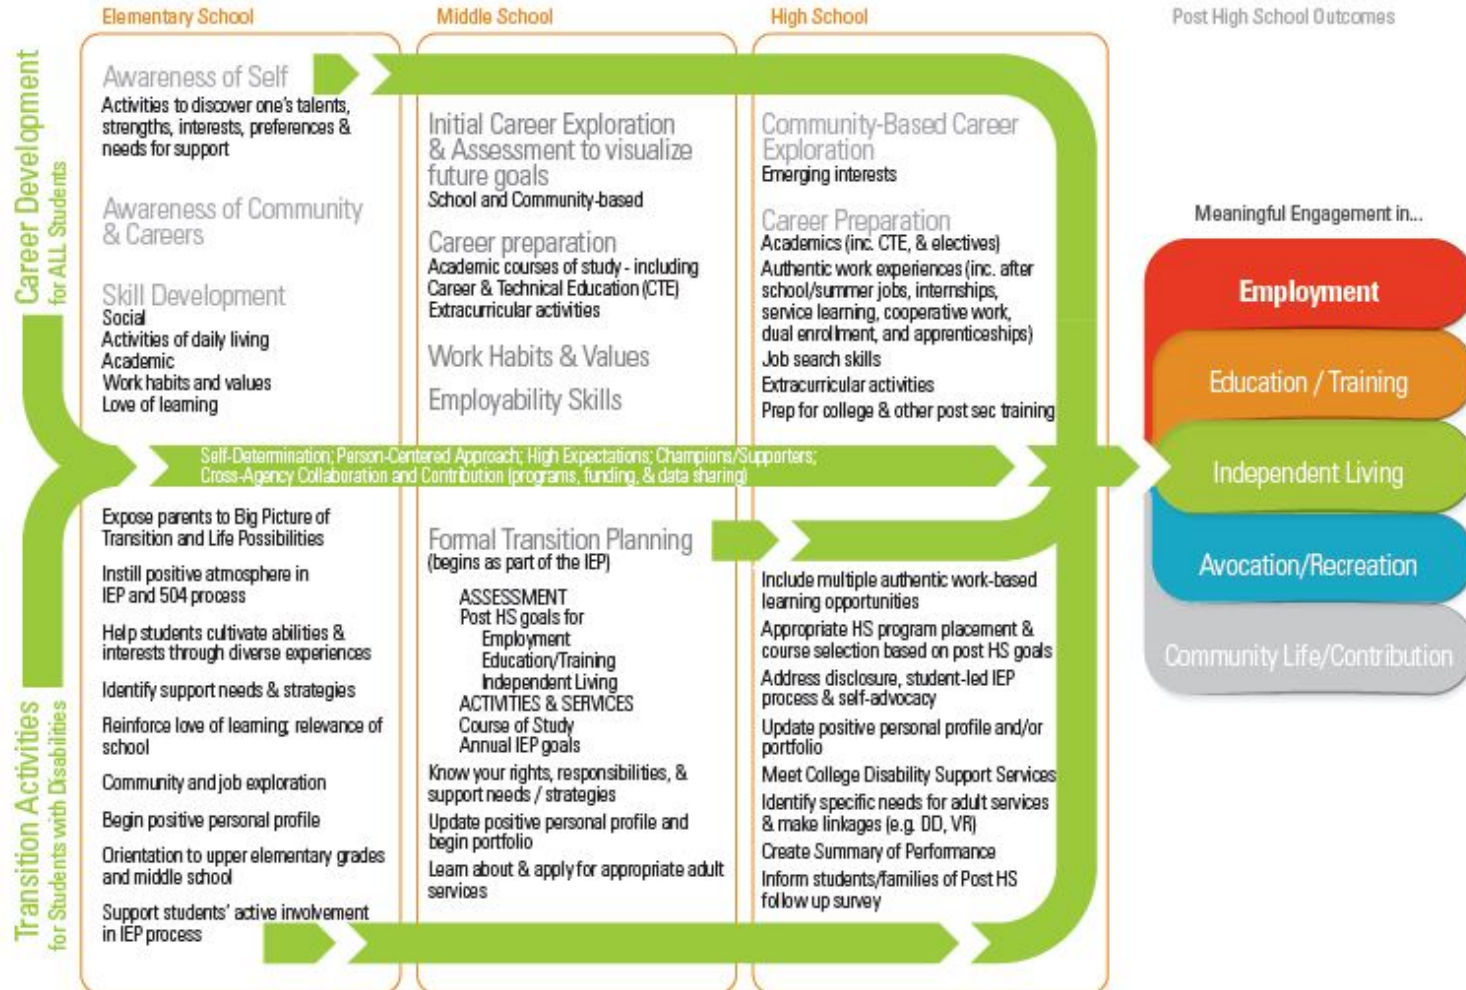 Elementary School
Middle School
High School
Post High School Outcomes
Career Development
for ALL Students
Awareness of Self
Activities to discover one's talents,
strengths, interests, preferences &
needs for support
Awareness of Community
& Careers
Skill Development
Social
Activities of daily living
Academic
Work habits and values
Love of learning
Initial Career Exploration
& Assessment to visualize
future goals
School and Community-based
Career preparation
Academic courses of study - including
Career & Technical Education (CTE)
Extracurricular activities
Work Habits & Values
Employability Skills
Community-Based Career
Exploration
Emerging interests
Career Preparation
Academics (inc. CTE, & electives)
Authentic work experiences (inc. after
school/summer jobs, internships,
service learning, cooperative work,
dual enrollment, and apprenticeships)
Job search skills
Extracurricular activities
Prep for college & other post sec training
Self-Determination; Person-Centered Approach; High Expectations; Champions/Supporters;
Cross-Agency Collaboration and Contribution (programs, funding, & data sharing)
Transition Activities
for Students with Disabilities
Expose parents to Big Picture of
Transition and Life Possibilities
Instill positive atmosphere in
IEP and 504 process
Help students cultivate abilities &
interests through diverse experiences
Identify support needs & strategies
Reinforce love of learning; relevance of
school
Community and job exploration
Begin positive personal profile
Orientation to upper elementary grades
and middle school
Support students' active involvement
in IEP process
Formal Transition Planning
(begins as part of the IEP)
ASSESSMENT
Post HS goals for
Employment
Education/Training
Independent Living
ACTIVITIES & SERVICES
Course of Study
Annual IEP goals
Know your rights, responsibilities, &
support needs / strategies
Update positive personal profile and
begin portfolio
Learn about & apply for appropriate adult
services
Include multiple authentic work-based
learning opportunities
Appropriate HS program placement &
course selection based on post HS goals
Address disclosure, student-led IEP
process & self-advocacy
Update positive personal profile and/or
portfolio
Meet College Disability Support Services
Identify specific needs for adult services
& make linkages (e.g. DD, VR)
Create Summary of Performance
Inform students/families of Post HS
follow up survey
Meaningful Engagement in...
Employment
Education / Training
Independent Living
Avocation/Recreation
Community Life/Contribution